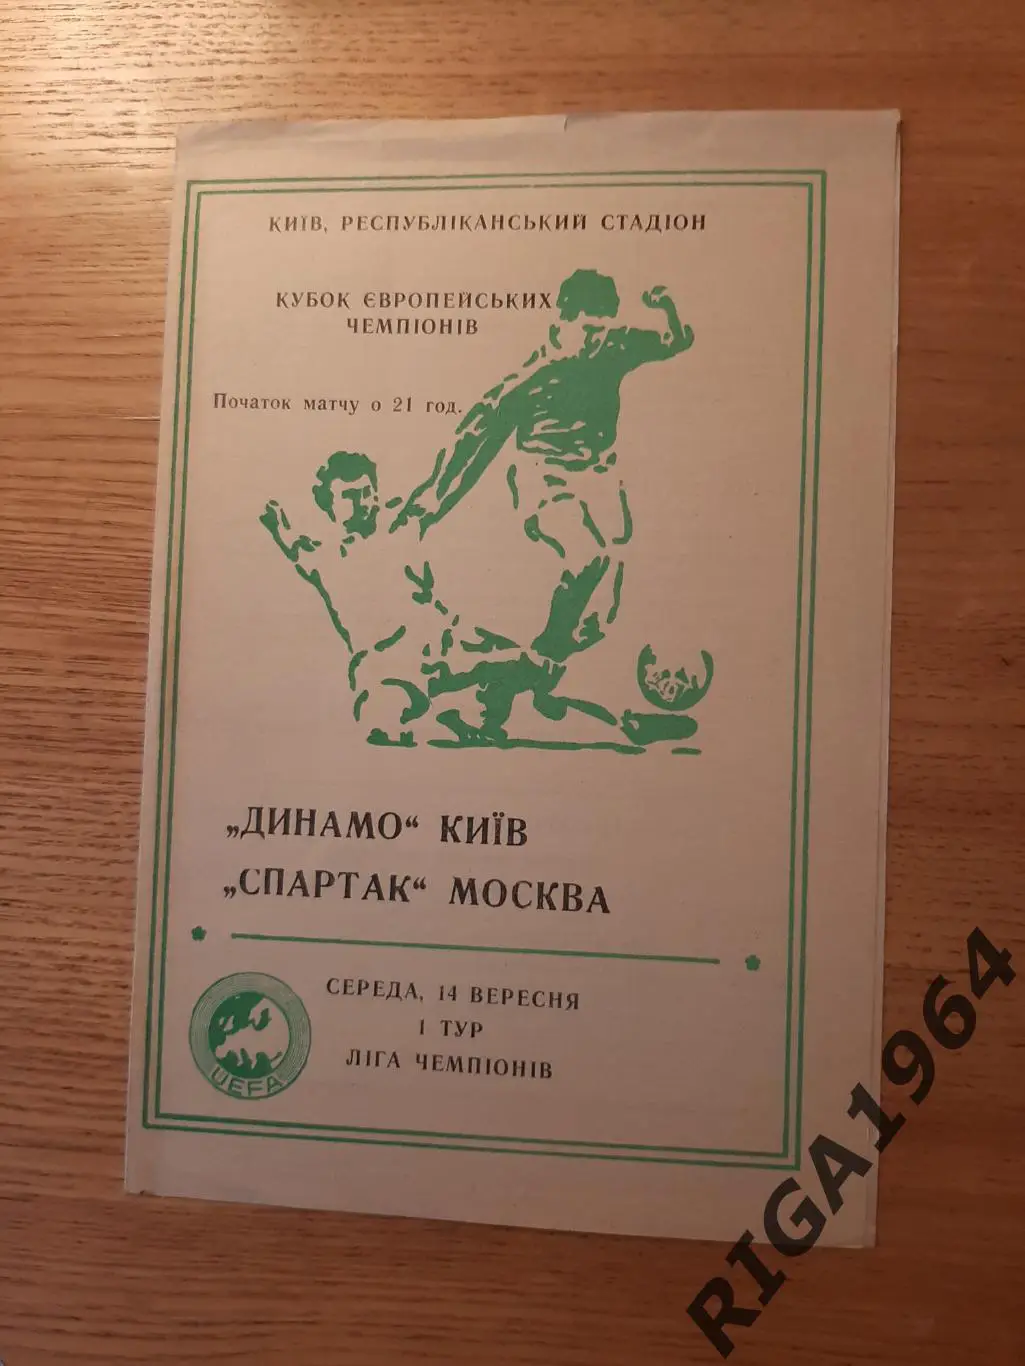 КИЇВ, РЕСПУБЛІКАНСЬКИЙ СТАДІОН
КУБОК ЄВРОПЕЙСЬКИХ
ЧЕМПІОНІВ
Початок матчу о 21 год.
„ДИНАМО“ КИЇВ
„СПАРТАК“ МОСКВА
СЕРЕДА, 14 ВЕРЕСНЯ
1 ТУР
ЛІГА ЧЕМПІОНІВ
UEFA
RIGA1964